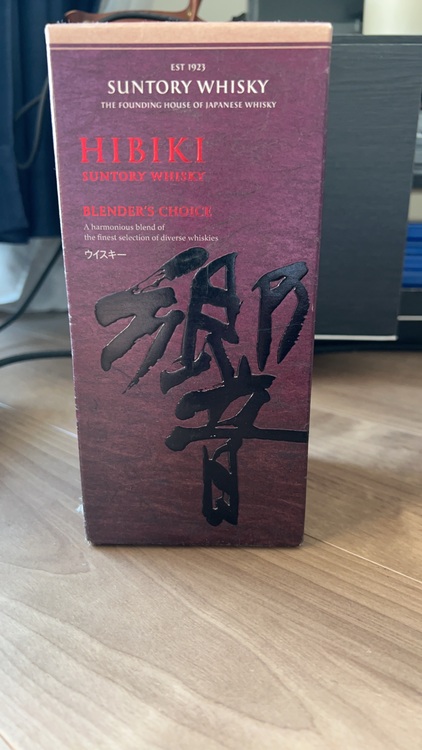 EST 1923
SUNTORY WHISKY
THE FOUNDING HOUSE OF JAPANESE WHISKY
HIBIKI
SUNTORY WHISKY
BLENDER'S CHOICE
A harmonious blend of
the finest selection of diverse whiskies
ウイスキー
響